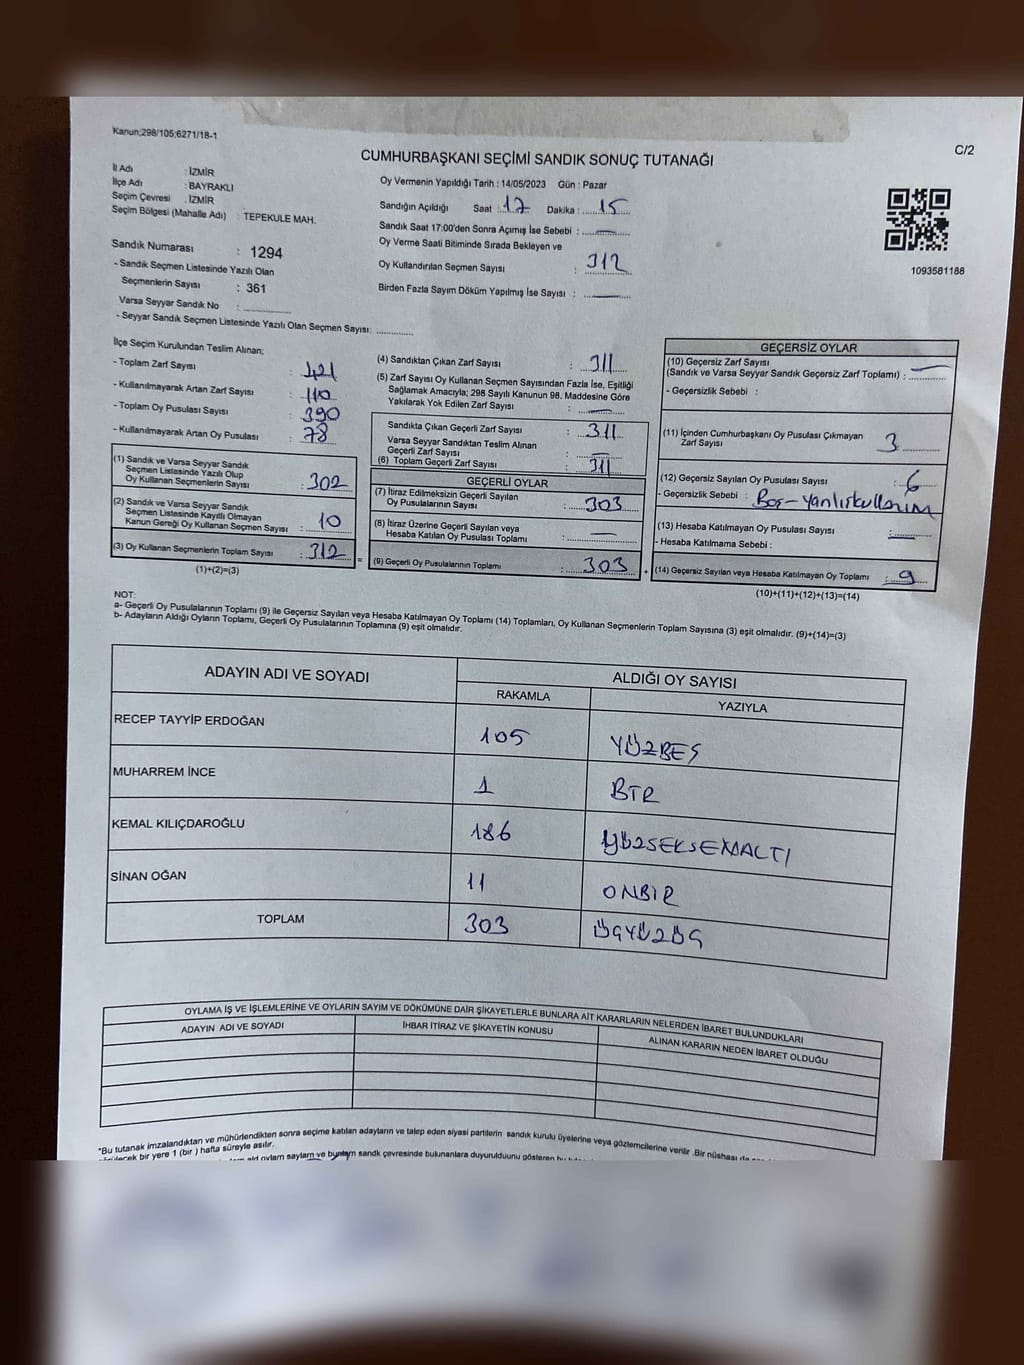 Kanun;298/105;6271/18-1
C/2
CUMHURBAŞKANI SEÇİMİ SANDIK SONUÇ TUTANAĞI
İl Adı : İZMİR
İlçe Adı : BAYRAKLI
Seçim Çevresi : İZMİR
Seçim Bölgesi (Mahalle Adı) : TEPEKULE MAH.
Sandık Numarası : 1294
- Sandık Seçmen Listesinde Yazılı Olan
Seçmenlerin Sayısı : 361
Varsa Seyyar Sandık No : ..............
- Seyyar Sandık Seçmen Listesinde Yazılı Olan Seçmen Sayısı: ............
Oy Vermenin Yapıldığı Tarih : 14/05/2023 Gün : Pazar
Sandığın Açıldığı Saat : 17 Dakika : 15
Sandık Saat 17:00'den Sonra Açımış İse Sebebi : —
Oy Verme Saati Bitiminde Sırada Bekleyen ve
Oy Kullandırılan Seçmen Sayısı : 312
Birden Fazla Sayım Döküm Yapılmış İse Sayısı : —
1093581188
İlçe Seçim Kurulundan Teslim Alınan;
- Toplam Zarf Sayısı : 421
- Kullanılmayarak Artan Zarf Sayısı : 110
- Toplam Oy Pusulası Sayısı : 390
- Kullanılmayarak Artan Oy Pusulası : 78
(1) Sandık ve Varsa Seyyar Sandık
Seçmen Listesinde Yazılı Olup
Oy Kullanan Seçmenlerin Sayısı : 302
(2) Sandık ve Varsa Seyyar Sandık
Seçmen Listesinde Kayıtlı Olmayan
Kanun Gereği Oy Kullanan Seçmen Sayısı : 10
(3) Oy Kullanan Seçmenlerin Toplam Sayısı : 312
(1)+(2)=(3)
(4) Sandıktan Çıkan Zarf Sayısı : 311
(5) Zarf Sayısı Oy Kullanan Seçmen Sayısından Fazla İse, Eşitliği
Sağlamak Amacıyla; 298 Sayılı Kanunun 98. Maddesine Göre
Yakılarak Yok Edilen Zarf Sayısı : —
Sandıkta Çıkan Geçerli Zarf Sayısı : 311
Varsa Seyyar Sandıktan Teslim Alınan
Geçerli Zarf Sayısı : —
(6) Toplam Geçerli Zarf Sayısı : 311
GEÇERLİ OYLAR
(7) İtiraz Edilmeksizin Geçerli Sayılan
Oy Pusulalarının Sayısı : 303
(8) İtiraz Üzerine Geçerli Sayılan veya
Hesaba Katılan Oy Pusulası Toplamı : —
(9) Geçerli Oy Pusulalarının Toplamı : 303
GEÇERSİZ OYLAR
(10) Geçersiz Zarf Sayısı
(Sandık ve Varsa Seyyar Sandık Geçersiz Zarf Toplamı) : —
- Geçersizlik Sebebi :
(11) İçinden Cumhurbaşkanı Oy Pusulası Çıkmayan
Zarf Sayısı 3
(12) Geçersiz Sayılan Oy Pusulası Sayısı : 6
- Geçersizlik Sebebi : Boş-yanlışkullanım
(13) Hesaba Katılmayan Oy Pusulası Sayısı : —
- Hesaba Katılmama Sebebi :
(14) Geçersiz Sayılan veya Hesaba Katılmayan Oy Toplamı : 9
(10)+(11)+(12)+(13)=(14)
NOT:
a- Geçerli Oy Pusulalarının Toplamı (9) ile Geçersiz Sayılan veya Hesaba Katılmayan Oy Toplamı (14) Toplamları, Oy Kullanan Seçmenlerin Toplam Sayısına (3) eşit olmalıdır. (9)+(14)=(3)
b- Adayların Aldığı Oyların Toplamı, Geçerli Oy Pusulalarının Toplamına (9) eşit olmalıdır.
ADAYIN ADI VE SOYADI ALDIĞI OY SAYISI
RAKAMLA YAZIYLA
RECEP TAYYİP ERDOĞAN 105 YÜZBEŞ
MUHARREM İNCE 1 BİR
KEMAL KILIÇDAROĞLU 186 YÜZSEKSENALTI
SİNAN OĞAN 11 ONBİR
TOPLAM 303 ÜÇYÜZÜÇ
OYLAMA İŞ VE İŞLEMLERİNE VE OYLARIN SAYIM VE DÖKÜMÜNE DAİR ŞİKAYETLERLE BUNLARA AİT KARARLARIN NELERDEN İBARET BULUNDUKLARI
ADAYIN ADI VE SOYADI İHBAR İTİRAZ VE ŞİKAYETİN KONUSU ALINAN KARARIN NEDEN İBARET OLDUĞU
*Bu tutanak imzalandıktan ve mühürlendikten sonra seçime katılan adayların ve talep eden siyasi partilerin sandık kurulu üyelerine veya gözlemcilerine verilir .Bir nüshası da
bir yere 1 (bir ) hafta süreyle asılır.